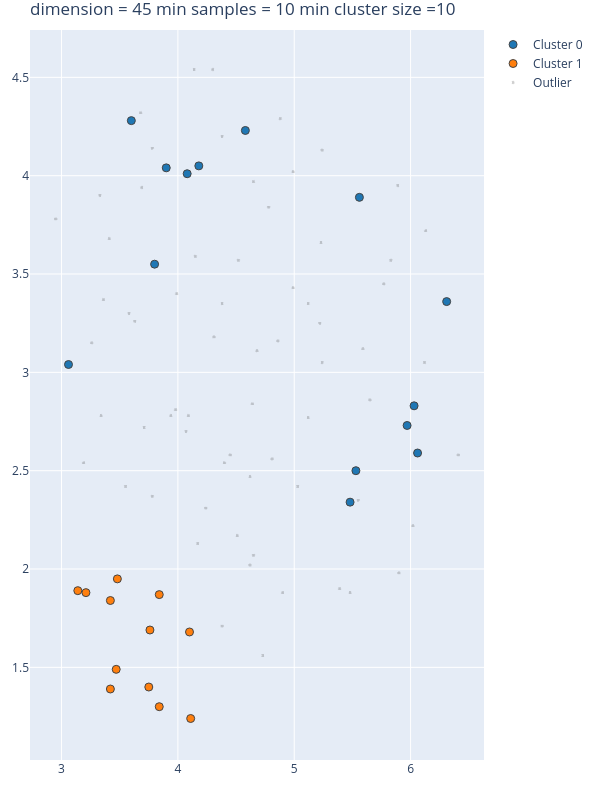 dimension = 45 min samples = 10 min cluster size =10
Cluster 0
Cluster 1
Outlier
4.5
4
3.5
3
2.5
2
1.5
3
4
5
6